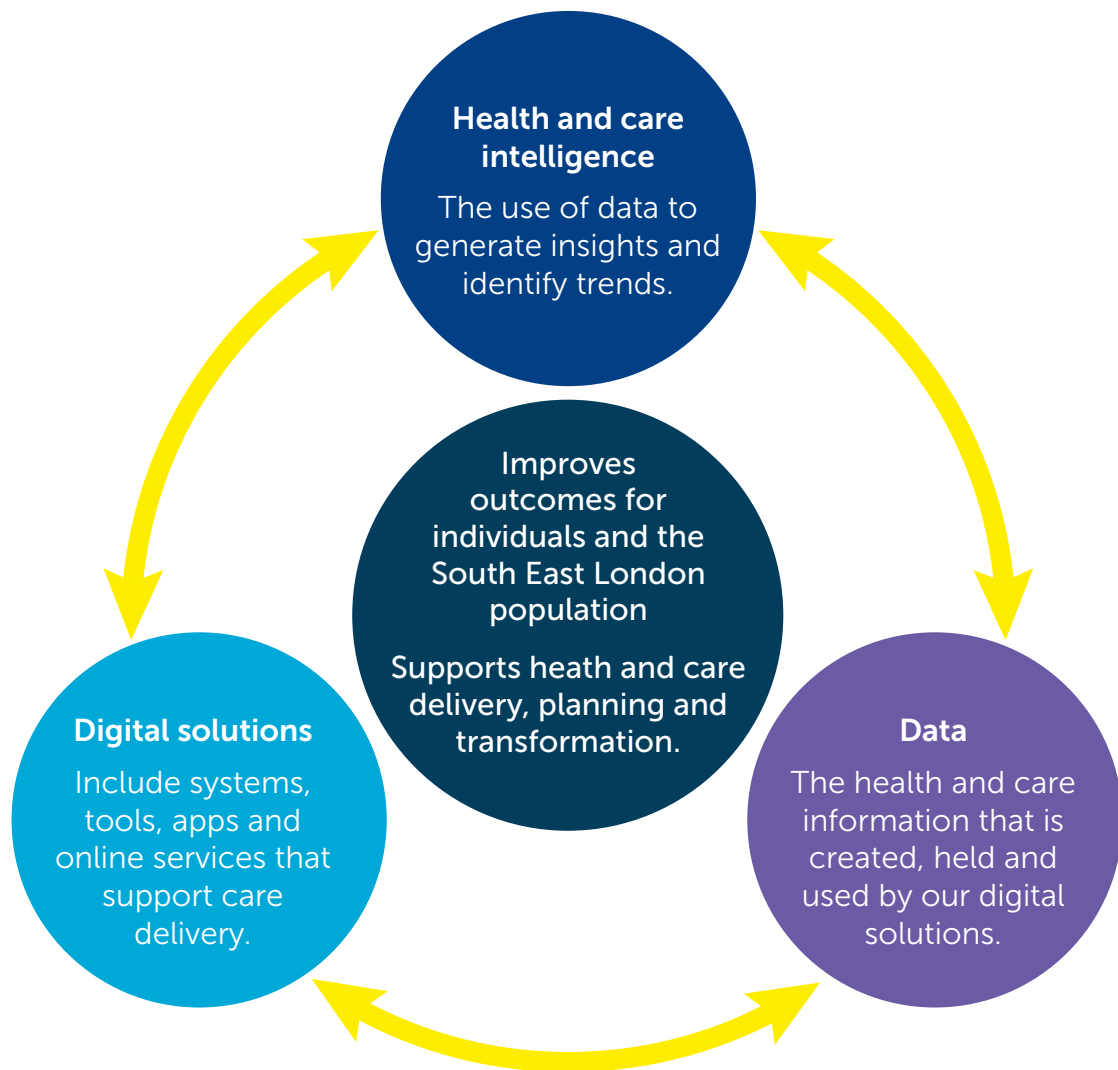 Health and care
intelligence
The use of data to
generate insights and
identify trends.
Improves
outcomes for
individuals and the
South East London
population
Supports heath and care
delivery, planning and
transformation.
Digital solutions
Include systems,
tools, apps and
online services that
support care
delivery.
Data
The health and care
information that is
created, held and
used by our digital
solutions.